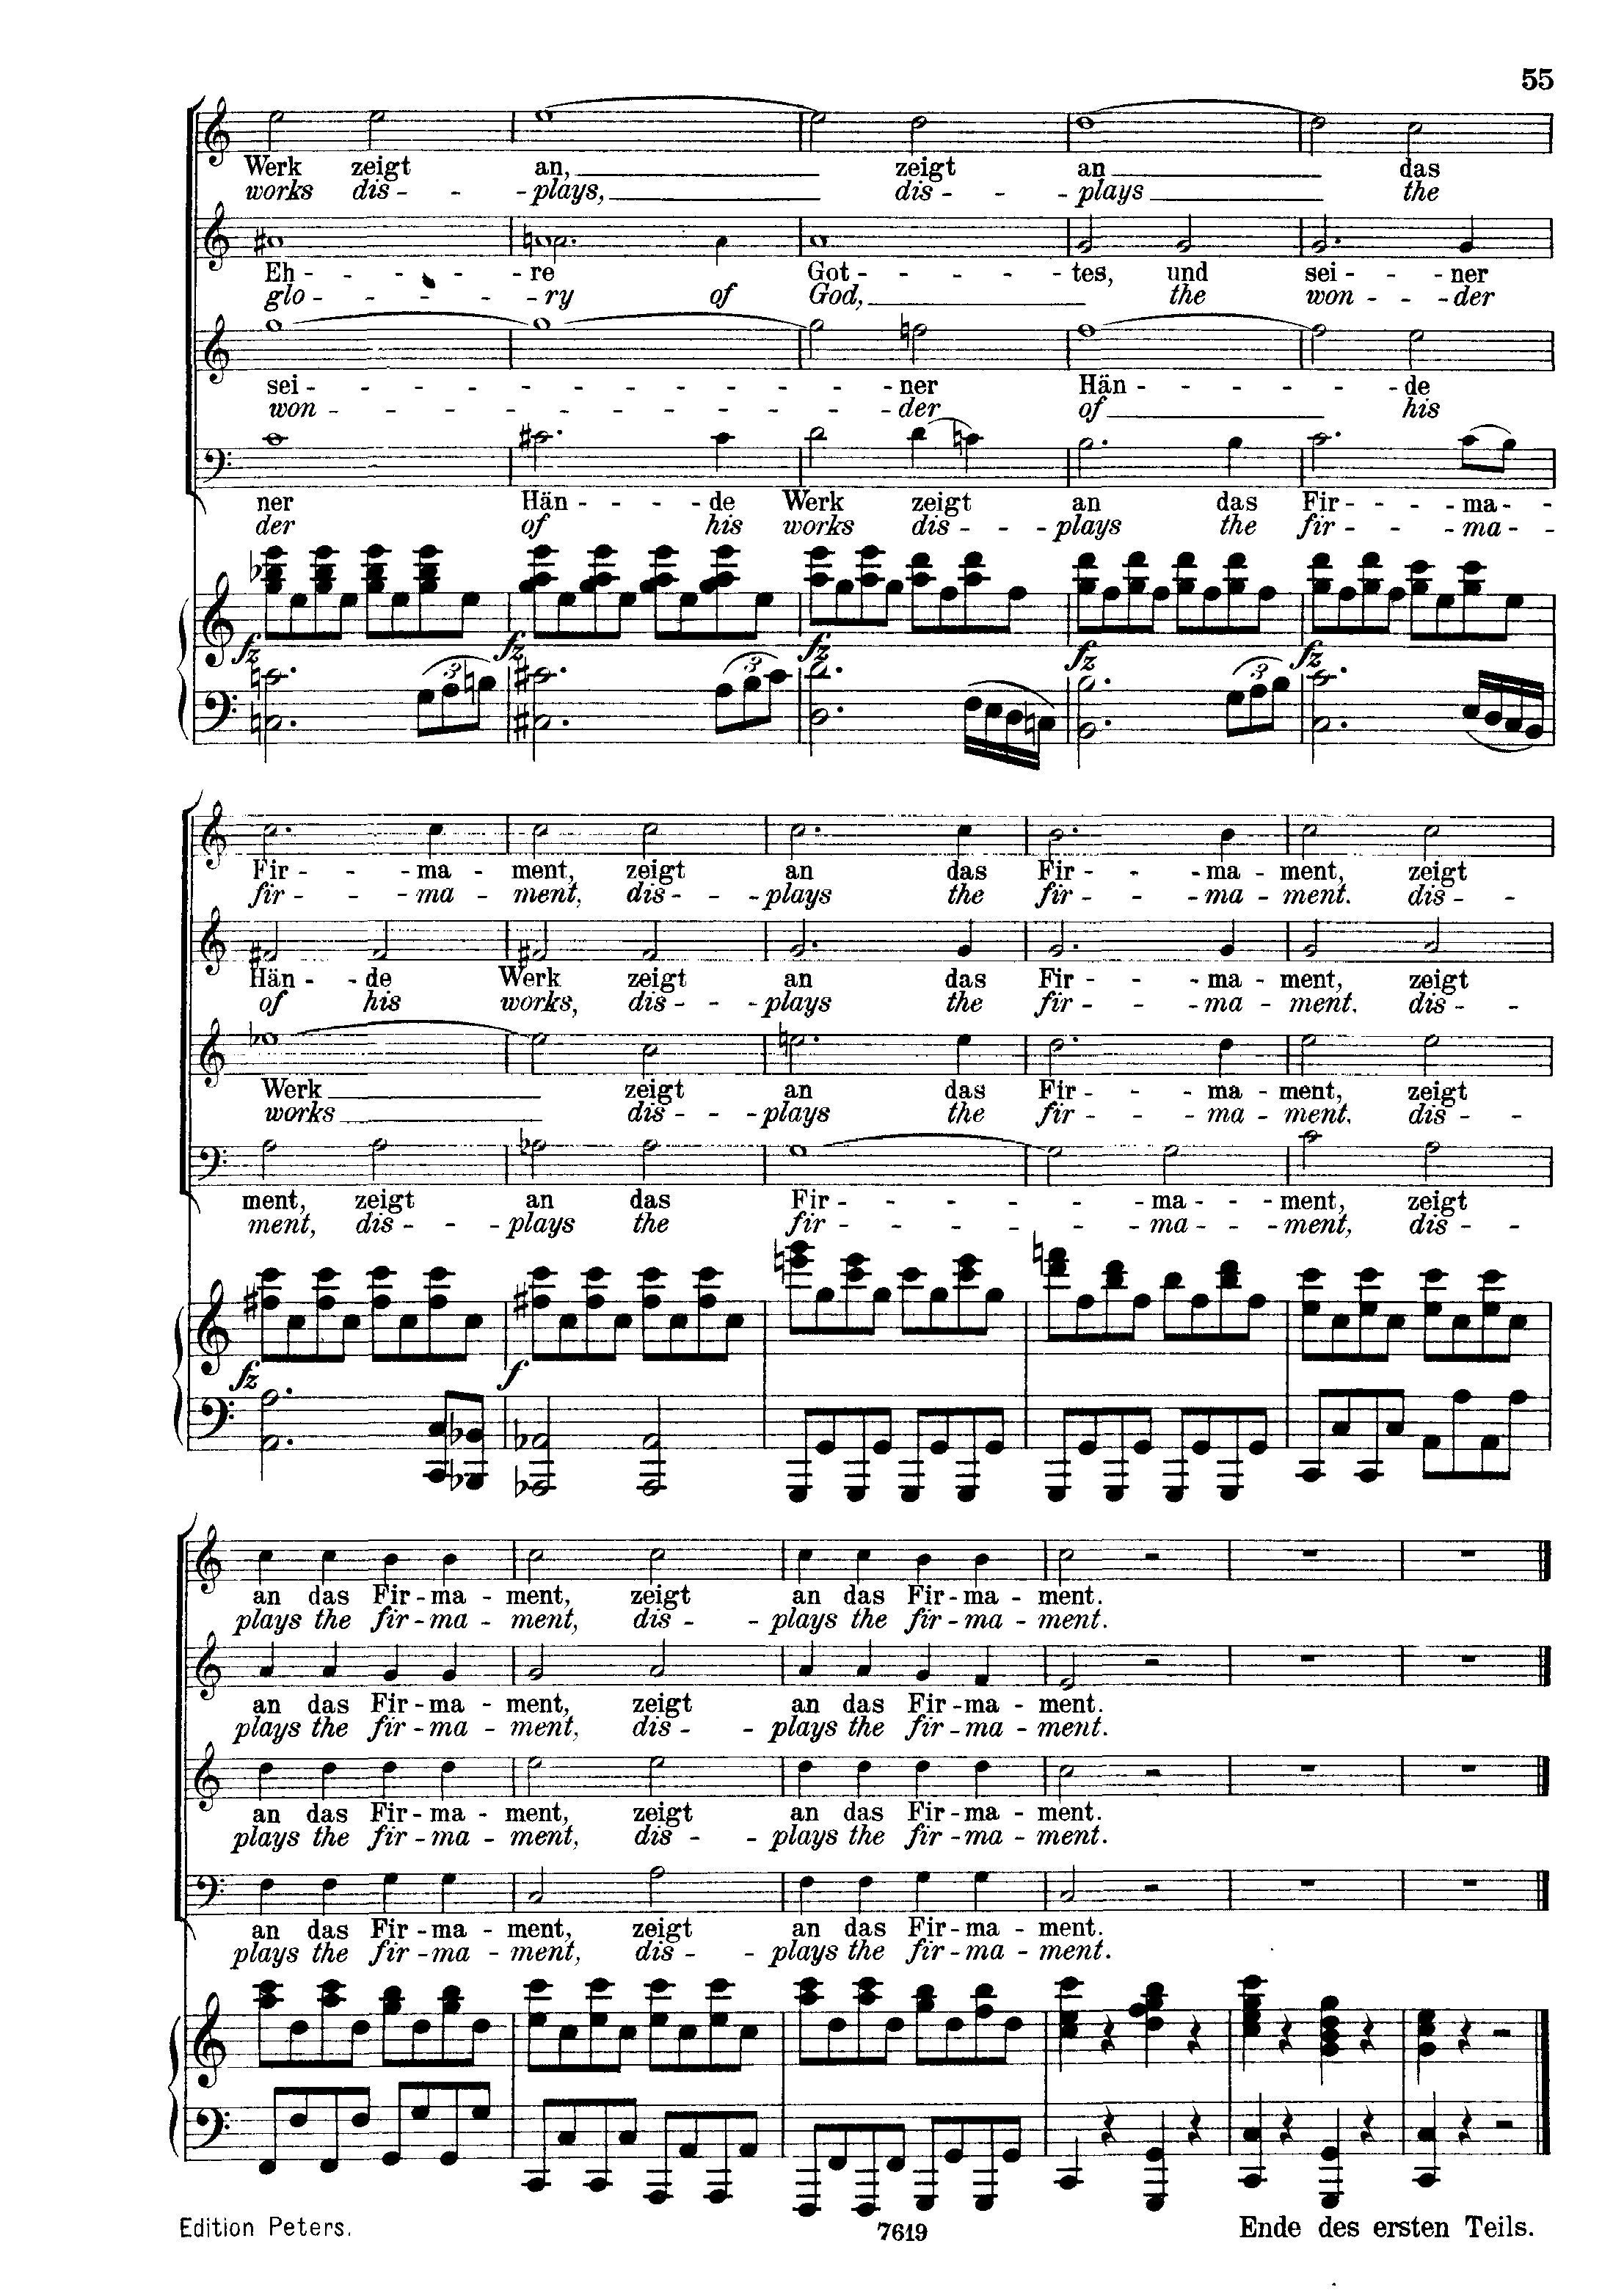 55
Werk zeigt an, zeigt an das
works dis - - plays, dis - - plays the
Eh - - - - re Got - - - - tes, und sei - - ner
glo - - - - ry of God, the won - - der
sei - - - - - - - - - - ner Hän - - - - de
won - - - - - - - - - - der of his
ner Hän - - - de Werk zeigt an das Fir - - - ma - -
der of his works dis - - plays the fir - - - ma - -
fz fz fz fz fz
3 3 3
Fir - - - ma - ment, zeigt an das Fir - - - ma - ment, zeigt
fir - - - ma - ment, dis - - plays the fir - - - ma - ment. dis - -
Hän - - de Werk zeigt an das Fir - - - ma - ment, zeigt
of his works, dis - - plays the fir - - - ma - ment. dis - -
Werk zeigt an das Fir - - - ma - ment, zeigt
works dis - - plays the fir - - - ma - ment. dis - -
ment, zeigt an das Fir - - - - - - ma - - - ment, zeigt
ment, dis - - plays the fir - - - - - - ma - - - ment, dis - -
fz f
an das Fir - ma - ment, zeigt an das Fir - ma - ment.
plays the fir - ma - ment, dis - - plays the fir - ma - ment.
an das Fir - ma - ment, zeigt an das Fir - ma - ment.
plays the fir - ma - ment, dis - - plays the fir - ma - ment.
an das Fir - ma - ment, zeigt an das Fir - ma - ment.
plays the fir - ma - ment, dis - - plays the fir - ma - ment.
an das Fir - ma - ment, zeigt an das Fir - ma - ment.
plays the fir - ma - ment, dis - - plays the fir - ma - ment.
Edition Peters. 7619 Ende des ersten Teils.